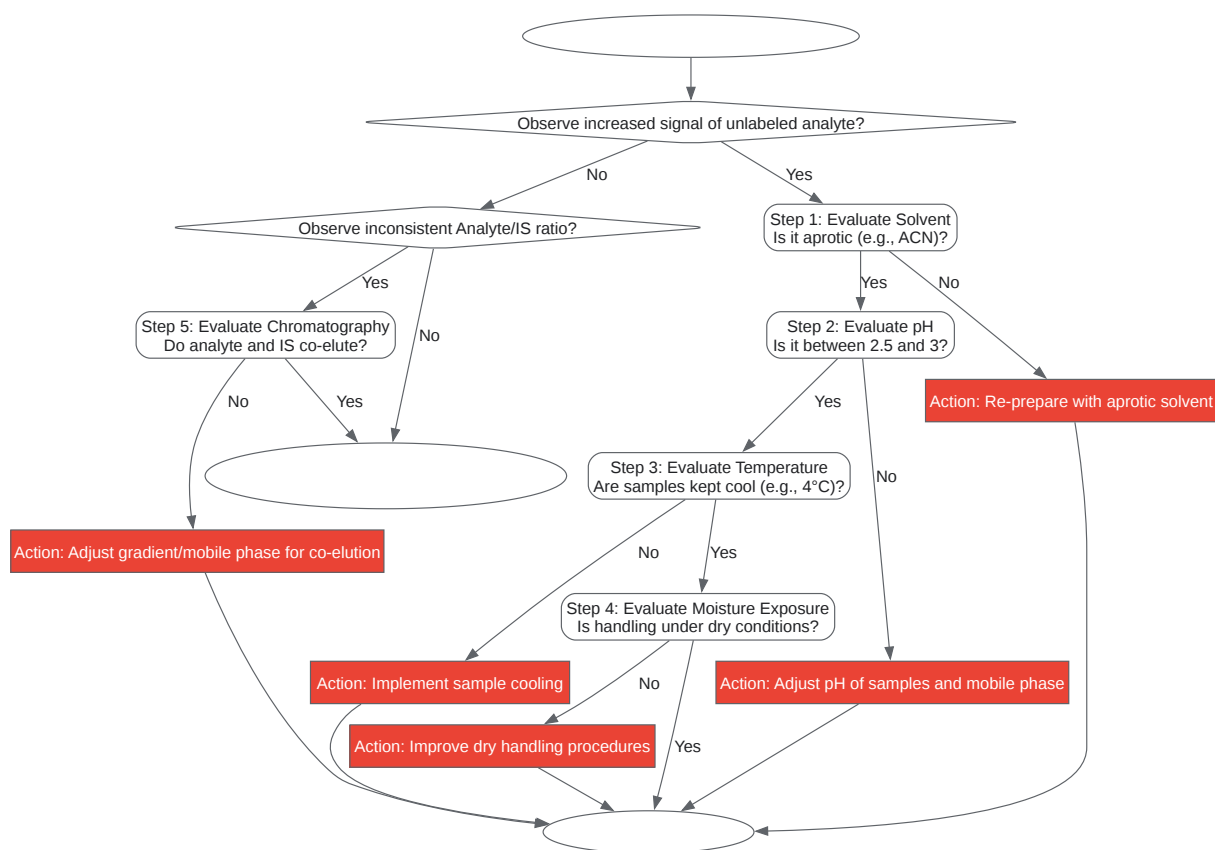 Observe increased signal of unlabeled analyte?
No
Yes
Observe inconsistent Analyte/IS ratio?
Step 1: Evaluate Solvent
Is it aprotic (e.g., ACN)?
Yes
No
Yes
No
Step 5: Evaluate Chromatography
Do analyte and IS co-elute?
Step 2: Evaluate pH
Is it between 2.5 and 3?
No
Yes
Yes
No
Action: Re-prepare with aprotic solvent
Step 3: Evaluate Temperature
Are samples kept cool (e.g., 4°C)?
Action: Adjust gradient/mobile phase for co-elution
No
Yes
Step 4: Evaluate Moisture Exposure
Is handling under dry conditions?
Action: Implement sample cooling
No
Yes
Action: Adjust pH of samples and mobile phase
Action: Improve dry handling procedures